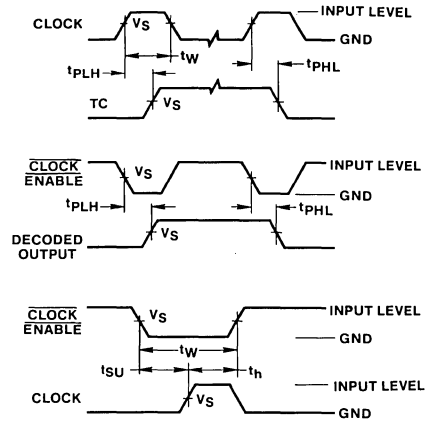 CLOCK VS INPUT LEVEL
GND
tW
tPLH tPHL
TC VS
CLOCK ENABLE VS INPUT LEVEL
GND
tPLH tPHL
DECODED OUTPUT VS
CLOCK ENABLE VS INPUT LEVEL
GND
tW
tSU th
CLOCK VS INPUT LEVEL
GND